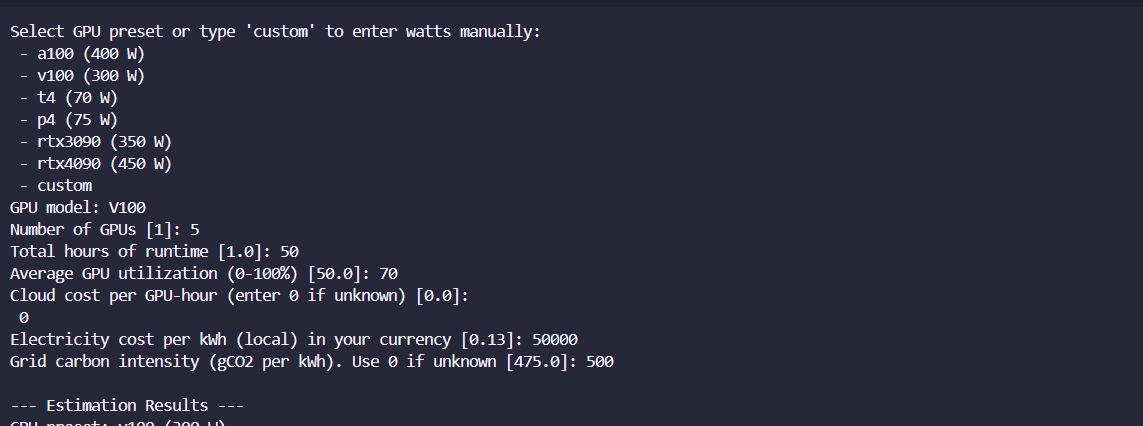 Select GPU preset or type 'custom' to enter watts manually:
- a100 (400 W)
- v100 (300 W)
- t4 (70 W)
- p4 (75 W)
- rtx3090 (350 W)
- rtx4090 (450 W)
- custom
GPU model: V100
Number of GPUs [1]: 5
Total hours of runtime [1.0]: 50
Average GPU utilization (0-100%) [50.0]: 70
Cloud cost per GPU-hour (enter 0 if unknown) [0.0]:
0
Electricity cost per kWh (local) in your currency [0.13]: 50000
Grid carbon intensity (gCO2 per kWh). Use 0 if unknown [475.0]: 500
--- Estimation Results ---
GPU preset: v100 (300 W)